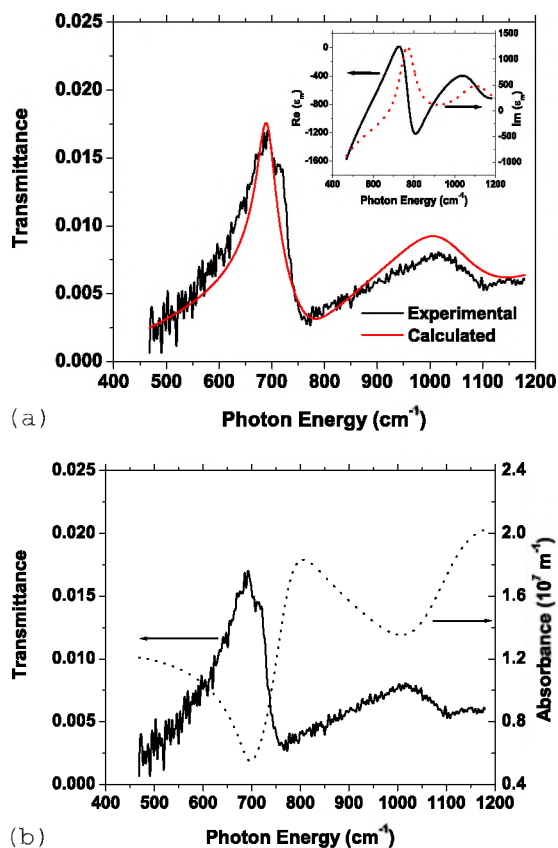 0.025
0.020
0.015
0.010
0.005
0.000
Transmittance
400 500 600 700 800 900 1000 1100 1200
Photon Energy (cm⁻¹)
Experimental
Calculated
0
-400
-800
-1200
-1600
Re (εm)
1500
1000
500
0
-500
-1000
Im (εm)
400 600 800 1000
Photon Energy (cm⁻¹)
(a)
0.025
0.020
0.015
0.010
0.005
0.000
Transmittance
2.4
2.0
1.6
1.2
0.8
0.4
Absorbance (10⁷ m⁻¹)
400 500 600 700 800 900 1000 1100 1200
Photon Energy (cm⁻¹)
(b)